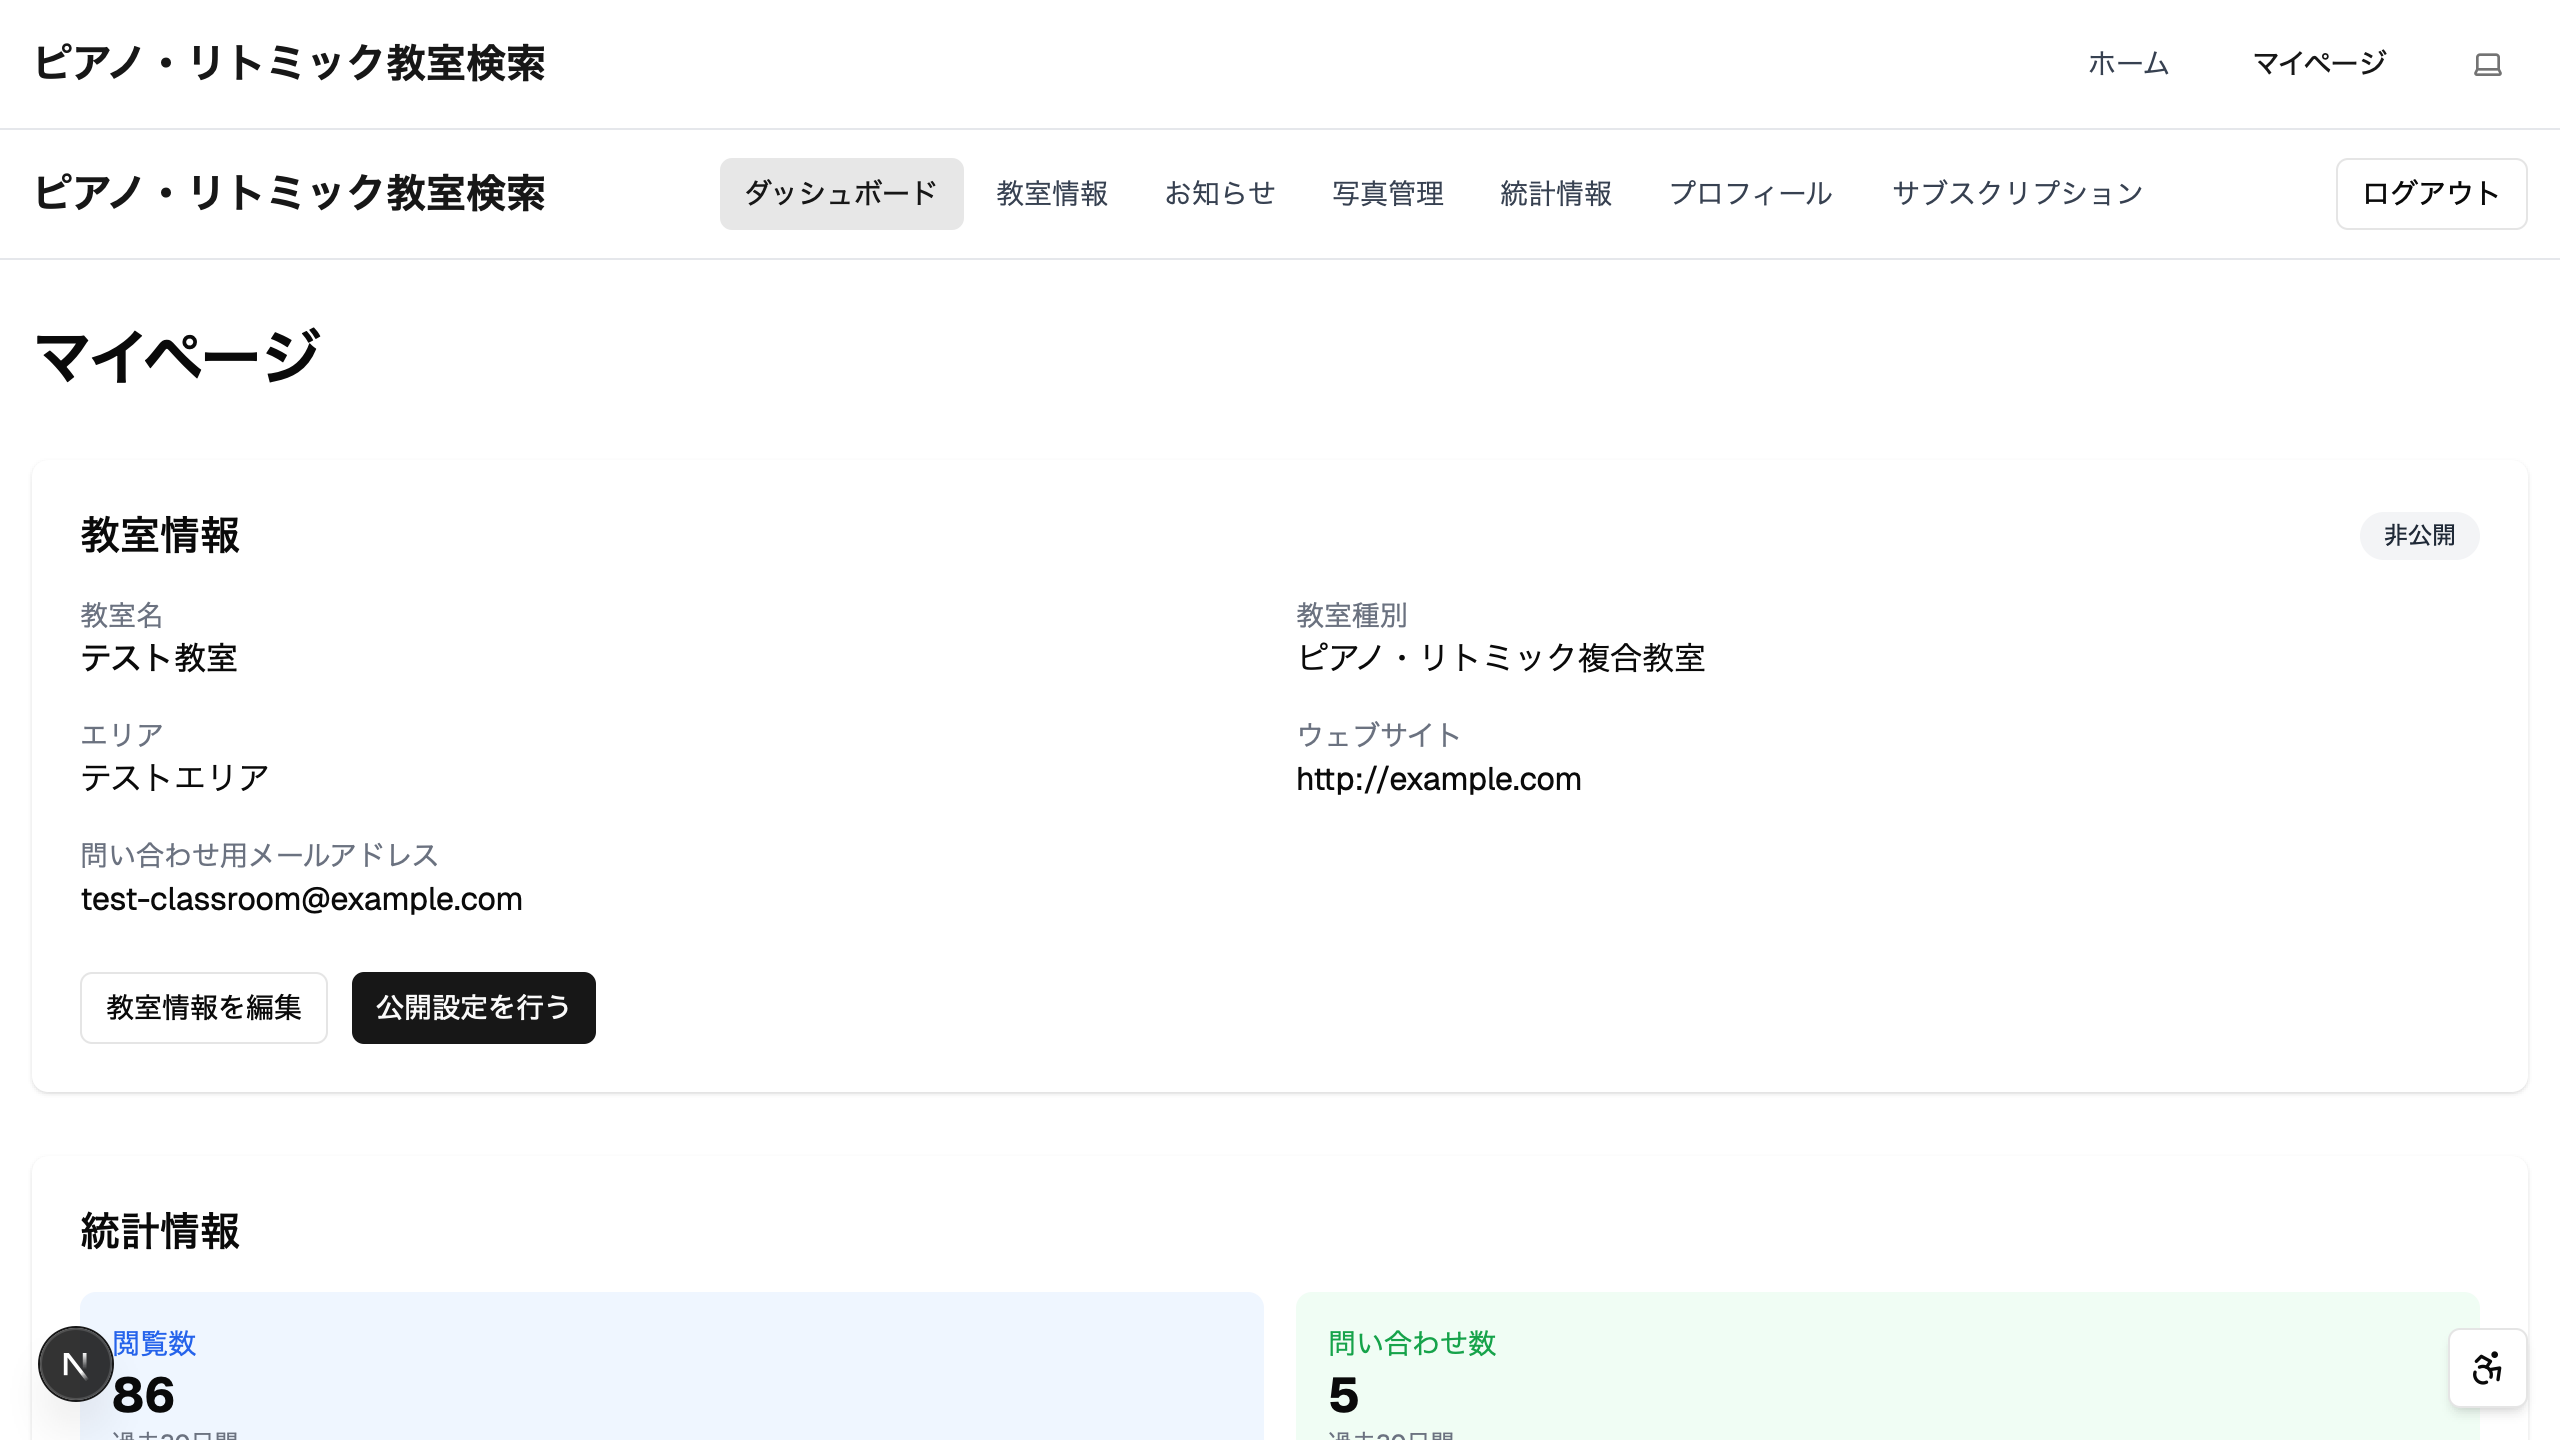 ピアノ・リトミック教室検索
ホーム
マイページ
ピアノ・リトミック教室検索
ダッシュボード
教室情報
お知らせ
写真管理
統計情報
プロフィール
サブスクリプション
ログアウト
マイページ
教室情報
非公開
教室名
テスト教室
教室種別
ピアノ・リトミック複合教室
エリア
テストエリア
ウェブサイト
http://example.com
問い合わせ用メールアドレス
test-classroom@example.com
教室情報を編集
公開設定を行う
統計情報
閲覧数
86
問い合わせ数
5
N